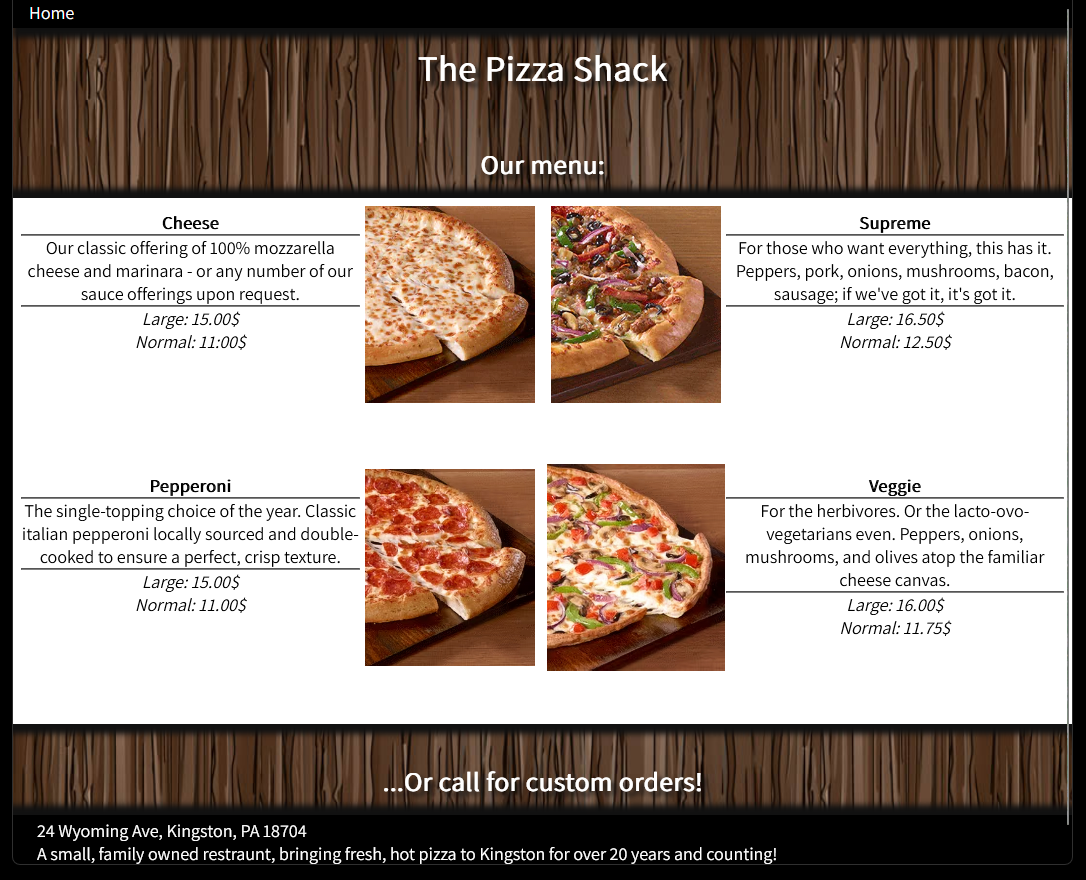 Home
The Pizza Shack
Our menu:
Cheese
Our classic offering of 100% mozzarella
cheese and marinara - or any number of our
sauce offerings upon request.
Large: 15.00$
Normal: 11:00$
Supreme
For those who want everything, this has it.
Peppers, pork, onions, mushrooms, bacon,
sausage; if we've got it, it's got it.
Large: 16.50$
Normal: 12.50$
Pepperoni
The single-topping choice of the year. Classic
italian pepperoni locally sourced and double-
cooked to ensure a perfect, crisp texture.
Large: 15.00$
Normal: 11.00$
Veggie
For the herbivores. Or the lacto-ovo-
vegetarians even. Peppers, onions,
mushrooms, and olives atop the familiar
cheese canvas.
Large: 16.00$
Normal: 11.75$
...Or call for custom orders!
24 Wyoming Ave, Kingston, PA 18704
A small, family owned restraunt, bringing fresh, hot pizza to Kingston for over 20 years and counting!